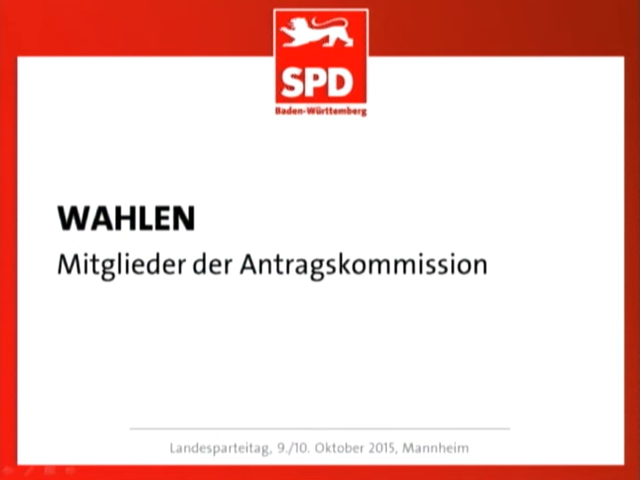 SPD
Baden-Württemberg
WAHLEN
Mitglieder der Antragskommission
Landesparteitag, 9./10. Oktober 2015, Mannheim